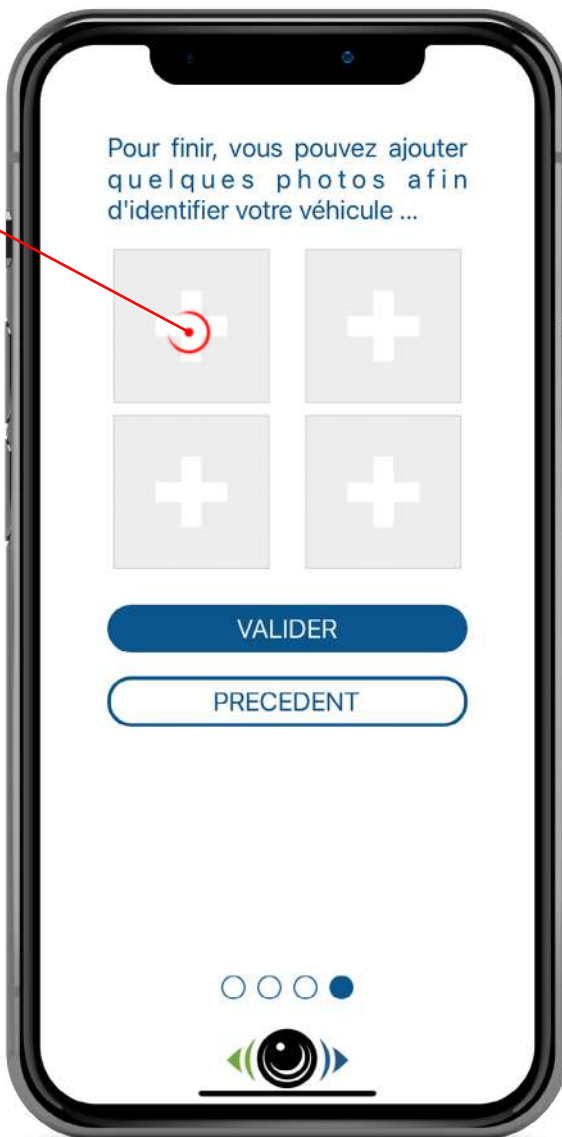 Pour finir, vous pouvez ajouter
quelques photos afin
d'identifier votre véhicule ...
VALIDER
PRECEDENT